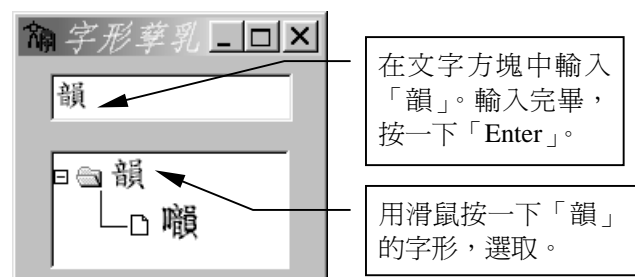 字形孳乳
韻
韻
在文字方塊中輸入
「韻」。輸入完畢，
按一下「Enter」。
用滑鼠按一下「韻」
的字形，選取。